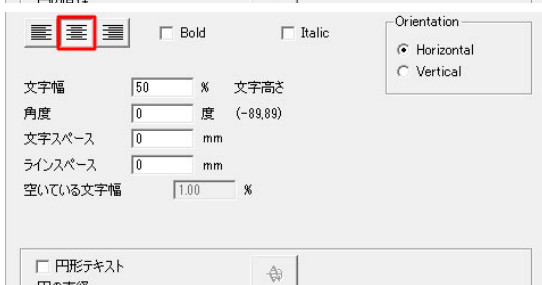 Bold
Italic
Orientation
Horizontal
Vertical
文字幅 50 % 文字高さ
角度 0 度 (-89,89)
文字スペース 0 mm
ラインスペース 0 mm
空いている文字幅 1.00 %
円形テキスト